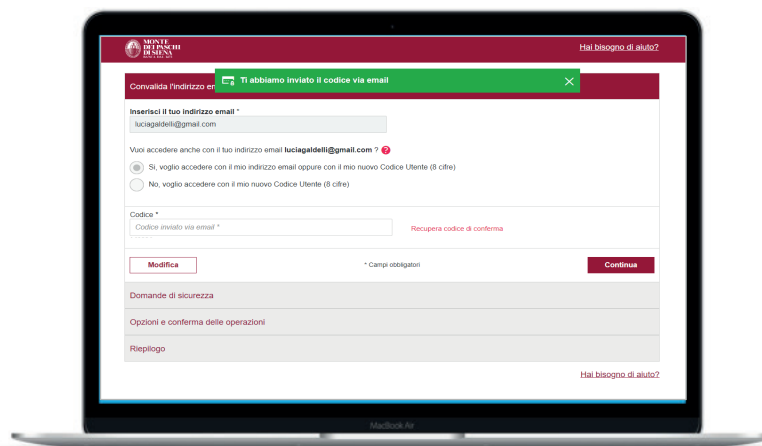 MONTE
DEI PASCHI
DI SIENA
BANCA DAL 1472
Hai bisogno di aiuto?
Ti abbiamo inviato il codice via email
Convalida l'indirizzo em
Inserisci il tuo indirizzo email *
luciagaldelli@gmail.com
Vuoi accedere anche con il tuo indirizzo email luciagaldelli@gmail.com ? ?
Si, voglio accedere con il mio indirizzo email oppure con il mio nuovo Codice Utente (8 cifre)
No, voglio accedere con il mio nuovo Codice Utente (8 cifre)
Codice *
Codice inviato via email *
Recupera codice di conferma
Modifica
* Campi obbligatori
Continua
Domande di sicurezza
Opzioni e conferma delle operazioni
Riepilogo
Hai bisogno di aiuto?
MacBook Air